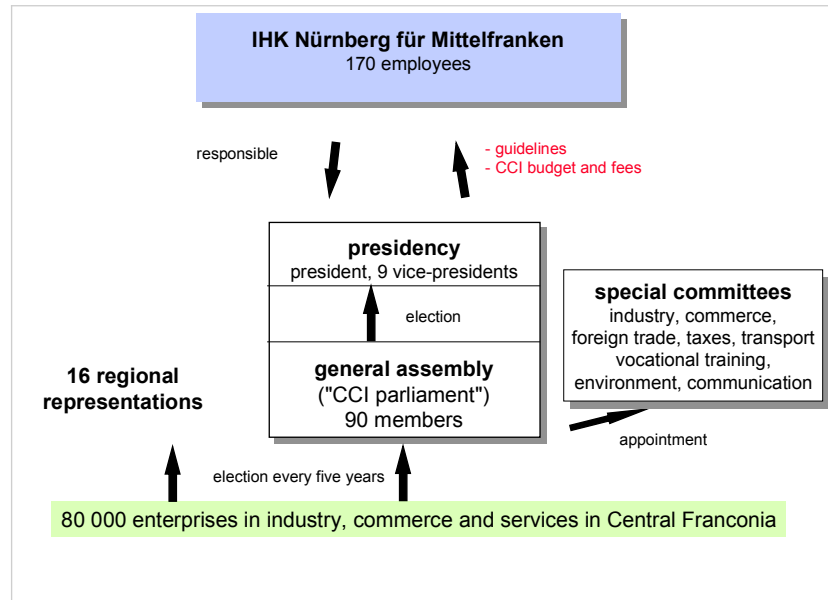 IHK Nürnberg für Mittelfranken
170 employees
responsible
- guidelines
- CCI budget and fees
presidency
president, 9 vice-presidents
election
general assembly
("CCI parliament")
90 members
special committees
industry, commerce,
foreign trade, taxes, transport
vocational training,
environment, communication
appointment
16 regional
representations
election every five years
80 000 enterprises in industry, commerce and services in Central Franconia